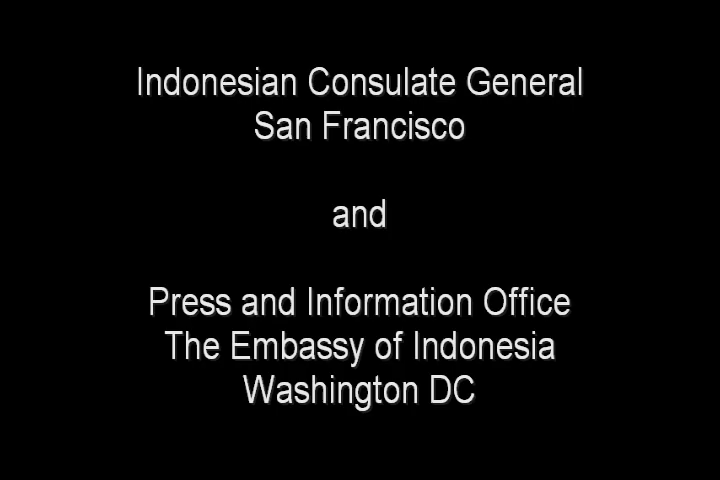 Indonesian Consulate General
San Francisco
and
Press and Information Office
The Embassy of Indonesia
Washington DC